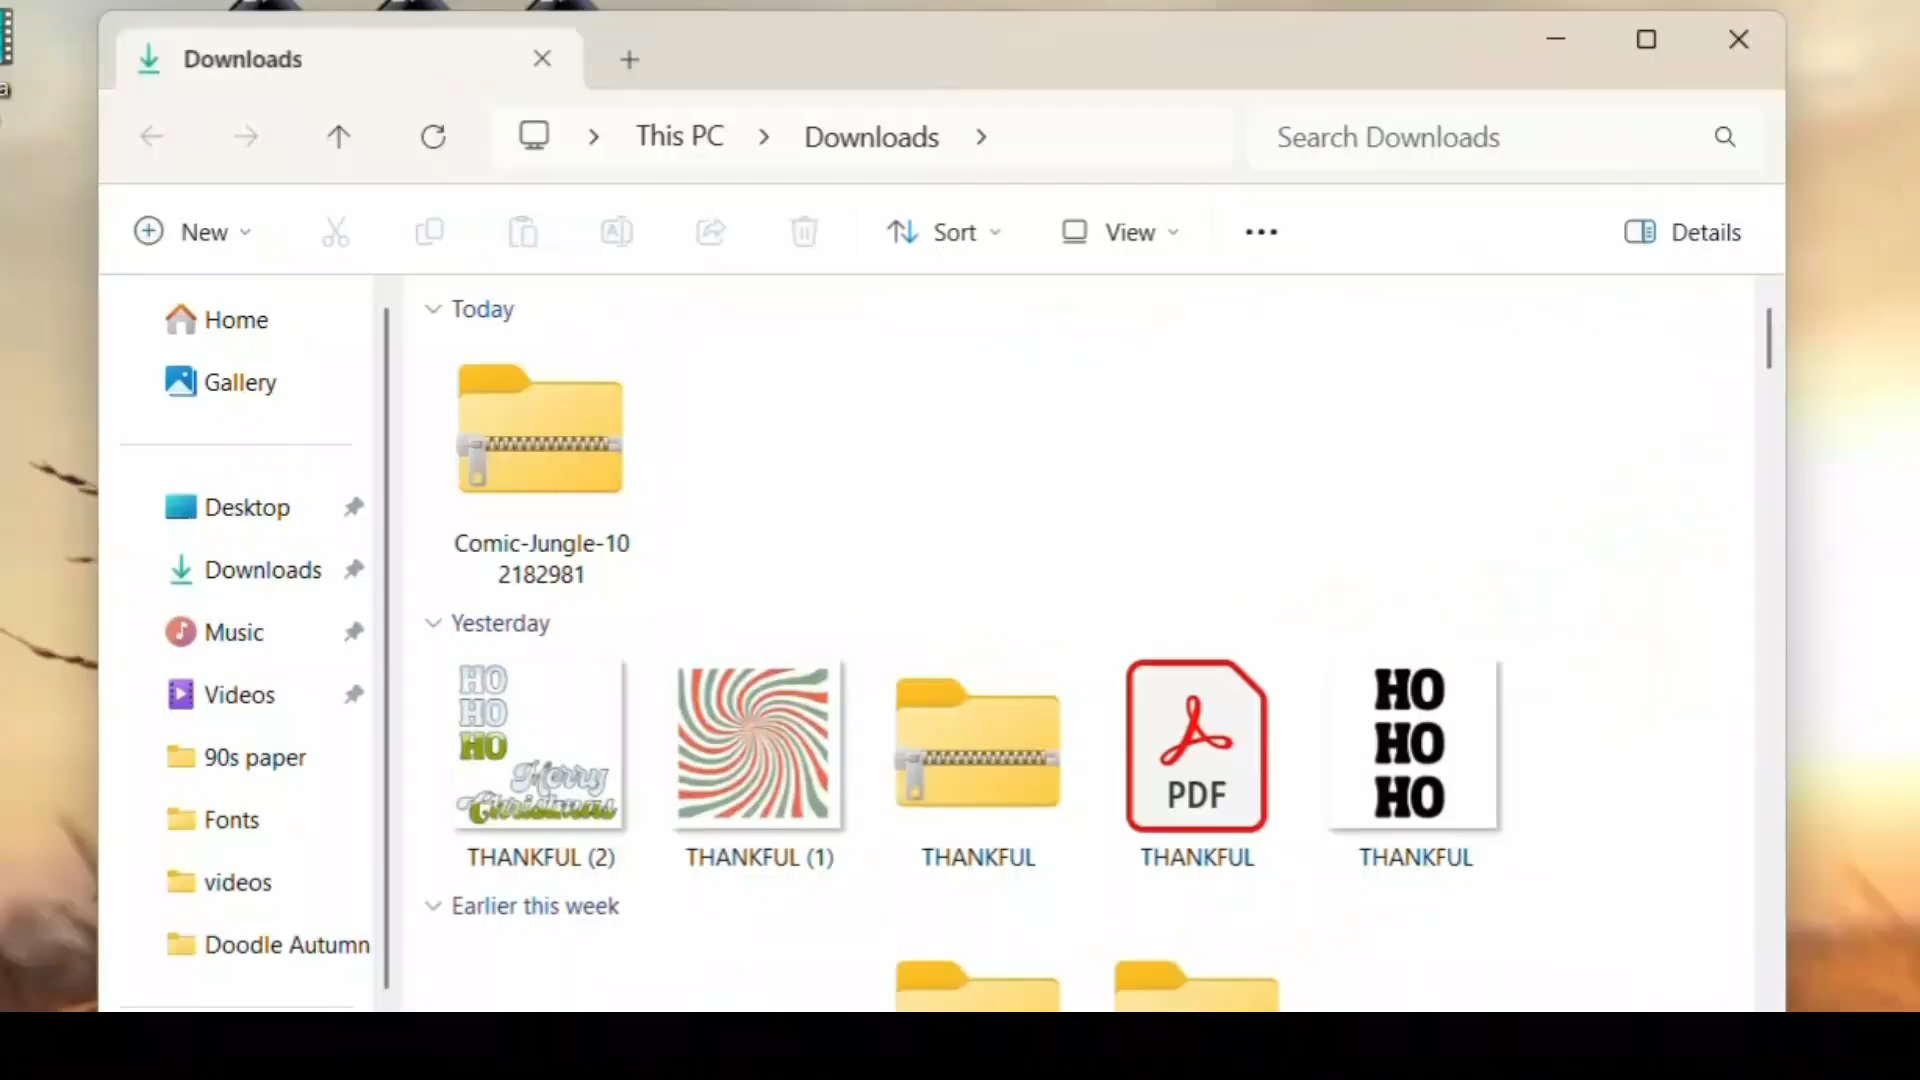 a
Downloads
This PC
Downloads
Search Downloads
New
Sort
View
Details
Home
Gallery
Desktop
Downloads
Music
Videos
90s paper
Fonts
videos
Doodle Autumn
Today
Comic-Jungle-10
2182981
Yesterday
HO
HO
HO
Merry
Christmas
THANKFUL (2)
THANKFUL (1)
THANKFUL
PDF
THANKFUL
HO
HO
HO
THANKFUL
Earlier this week